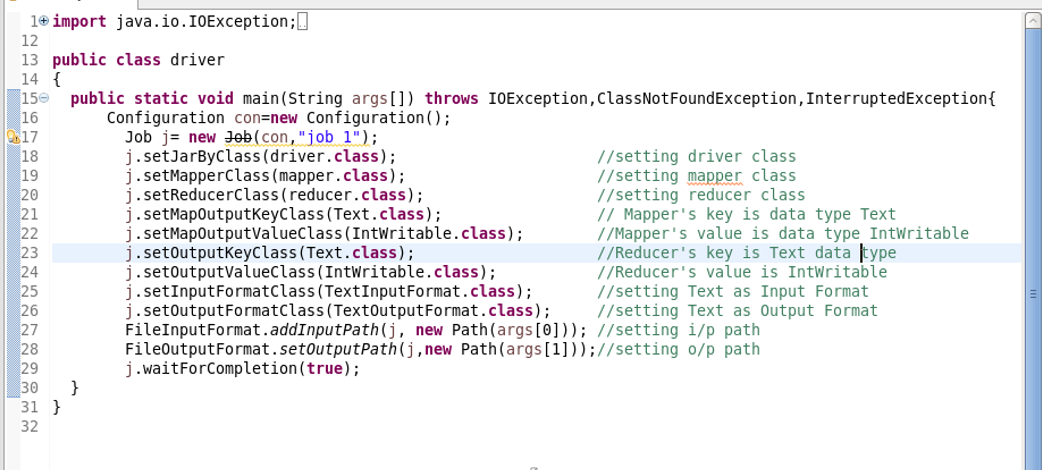 1 import java.io.IOException;
12
13 public class driver
14 {
15 public static void main(String args[]) throws IOException,ClassNotFoundException,InterruptedException{
16 Configuration con=new Configuration();
17 Job j= new Job(con,"job 1");
18 j.setJarByClass(driver.class); //setting driver class
19 j.setMapperClass(mapper.class); //setting mapper class
20 j.setReducerClass(reducer.class); //setting reducer class
21 j.setMapOutputKeyClass(Text.class); // Mapper's key is data type Text
22 j.setMapOutputValueClass(IntWritable.class); //Mapper's value is data type IntWritable
23 j.setOutputKeyClass(Text.class); //Reducer's key is Text data type
24 j.setOutputValueClass(IntWritable.class); //Reducer's value is IntWritable
25 j.setInputFormatClass(TextInputFormat.class); //setting Text as Input Format
26 j.setOutputFormatClass(TextOutputFormat.class); //setting Text as Output Format
27 FileInputFormat.addInputPath(j, new Path(args[0])); //setting i/p path
28 FileOutputFormat.setOutputPath(j,new Path(args[1]));//setting o/p path
29 j.waitForCompletion(true);
30 }
31 }
32